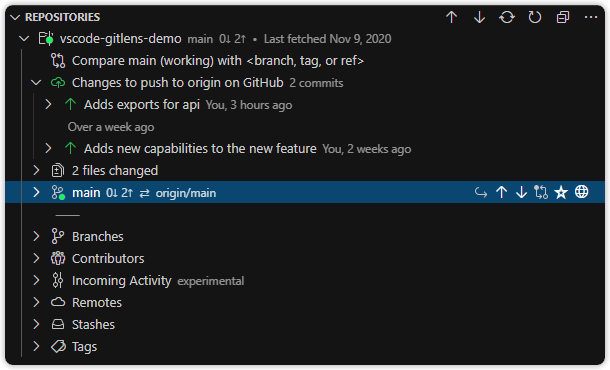 REPOSITORIES
vscode-gitlens-demo main 0↓ 2↑ • Last fetched Nov 9, 2020
Compare main (working) with <branch, tag, or ref>
Changes to push to origin on GitHub 2 commits
Adds exports for api You, 3 hours ago
Over a week ago
Adds new capabilities to the new feature You, 2 weeks ago
2 files changed
main 0↓ 2↑ ⇄ origin/main
Branches
Contributors
Incoming Activity experimental
Remotes
Stashes
Tags